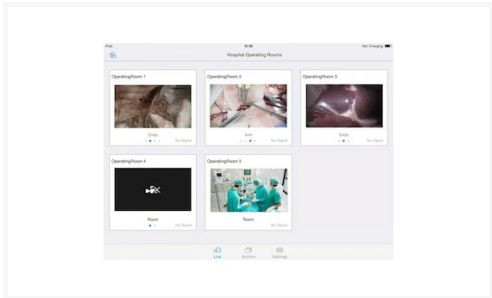 iPad
Not Charging
Hospital Operating Rooms
OperatingRoom 1
OperatingRoom 2
OperatingRoom 3
Endo
Arm
Endo
No Signal
No Signal
No Signal
OperatingRoom 4
OperatingRoom 5
Room
Room
No Signal
No Signal
Live
Archive
Settings